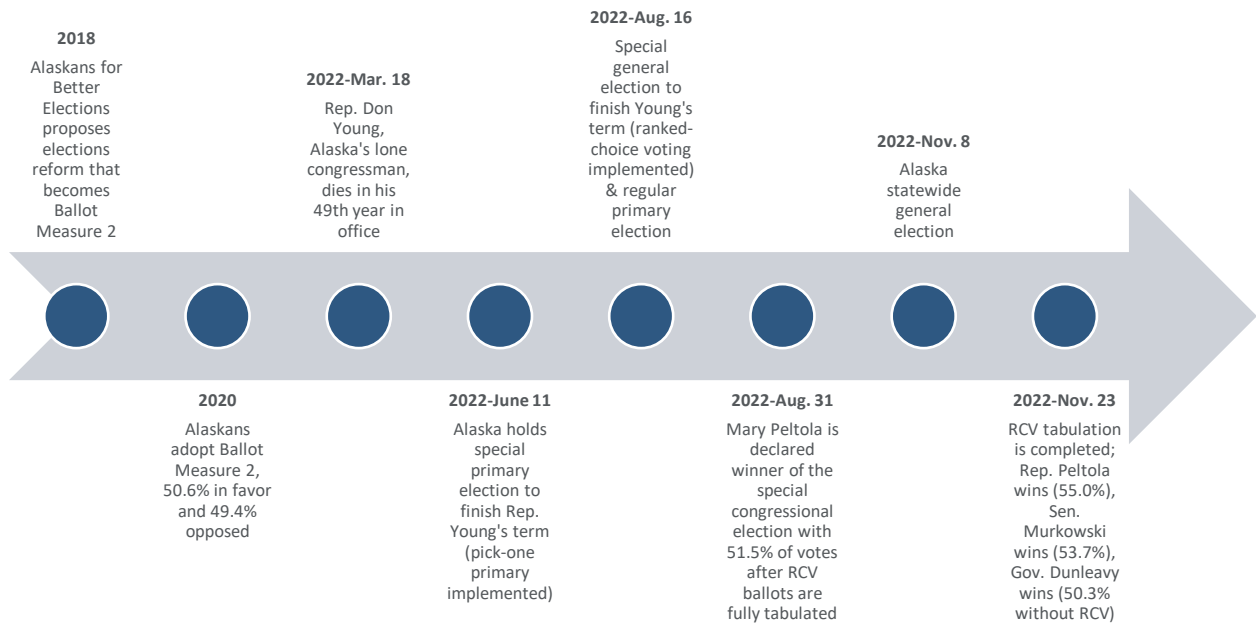 2018
Alaskans for
Better
Elections
proposes
elections
reform that
becomes
Ballot
Measure 2
2020
Alaskans
adopt Ballot
Measure 2,
50.6% in favor
and 49.4%
opposed
2022-Mar. 18
Rep. Don
Young,
Alaska's lone
congressman,
dies in his
49th year in
office
2022-June 11
Alaska holds
special
primary
election to
finish Rep.
Young's term
(pick-one
primary
implemented)
2022-Aug. 16
Special
general
election to
finish Young's
term (ranked-
choice voting
implemented)
& regular
primary
election
2022-Aug. 31
Mary Peltola is
declared
winner of the
special
congressional
election with
51.5% of votes
after RCV
ballots are
fully tabulated
2022-Nov. 8
Alaska
statewide
general
election
2022-Nov. 23
RCV tabulation
is completed;
Rep. Peltola
wins (55.0%),
Sen.
Murkowski
wins (53.7%),
Gov. Dunleavy
wins (50.3%
without RCV)